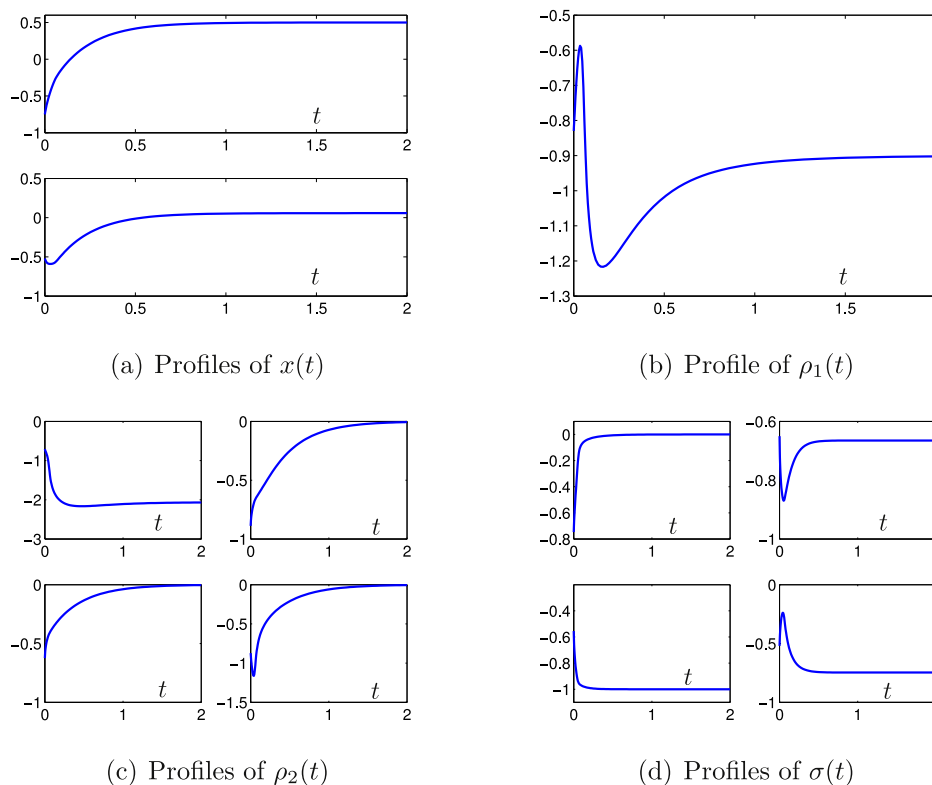 0.5
0
−0.5
−1
0 0.5 1 1.5 2
t
0.5
0
−0.5
−1
0 0.5 1 1.5 2
t
(a) Profiles of x(t)
−0.5
−0.6
−0.7
−0.8
−0.9
−1
−1.1
−1.2
−1.3
0 0.5 1 1.5
t
(b) Profile of ρ₁(t)
0
−1
−2
−3
0 1 2
t
0
−0.5
−1
0 1 2
t
0
−0.5
−1
0 1 2
t
0
−0.5
−1
−1.5
0 1 2
t
(c) Profiles of ρ₂(t)
0
−0.2
−0.4
−0.6
−0.8
0 1 2
t
−0.6
−0.8
−1
0 1
t
−0.4
−0.6
−0.8
−1
0 1 2
t
0
−0.5
−1
0 1
t
(d) Profiles of σ(t)